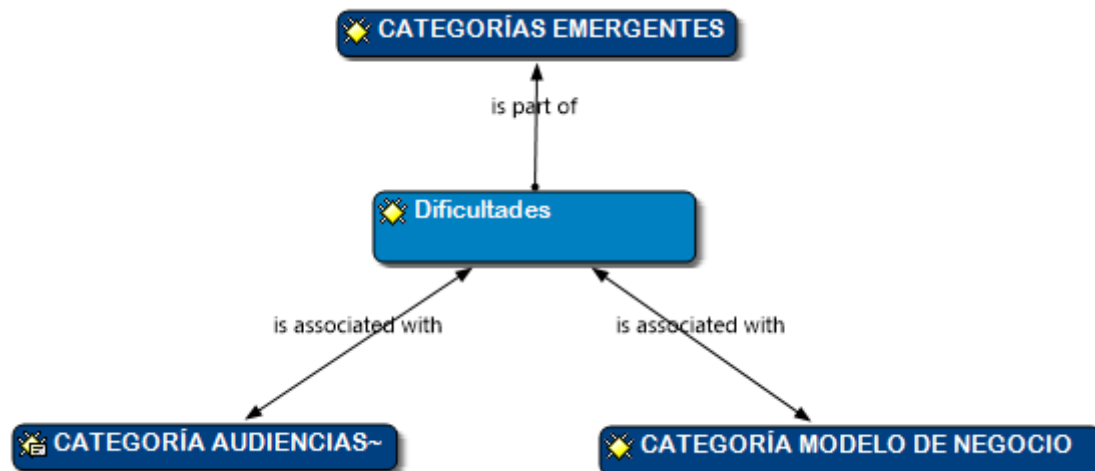 CATEGORÍAS EMERGENTES
is part of
Dificultades
is associated with
is associated with
CATEGORÍA AUDIENCIAS~
CATEGORÍA MODELO DE NEGOCIO